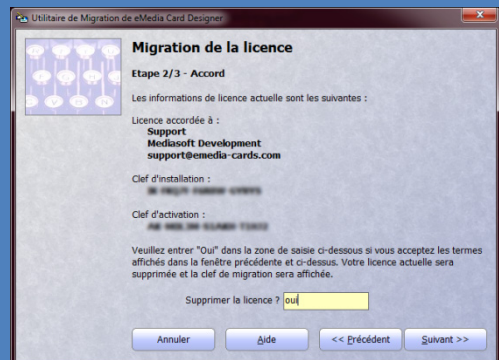 Utilitaire de Migration de eMedia Card Designer
Migration de la licence
Etape 2/3 - Accord
Les informations de licence actuelle sont les suivantes :
Licence accordée à :
Support
Mediasoft Development
support@emedia-cards.com
Clef d'installation :
Clef d'activation :
Veuillez entrer "Oui" dans la zone de saisie ci-dessous si vous acceptez les termes
affichés dans la fenêtre précédente et ci-dessus. Votre licence actuelle sera
supprimée et la clef de migration sera affichée.
Supprimer la licence ? oui
Annuler Aide << Précédent Suivant >>